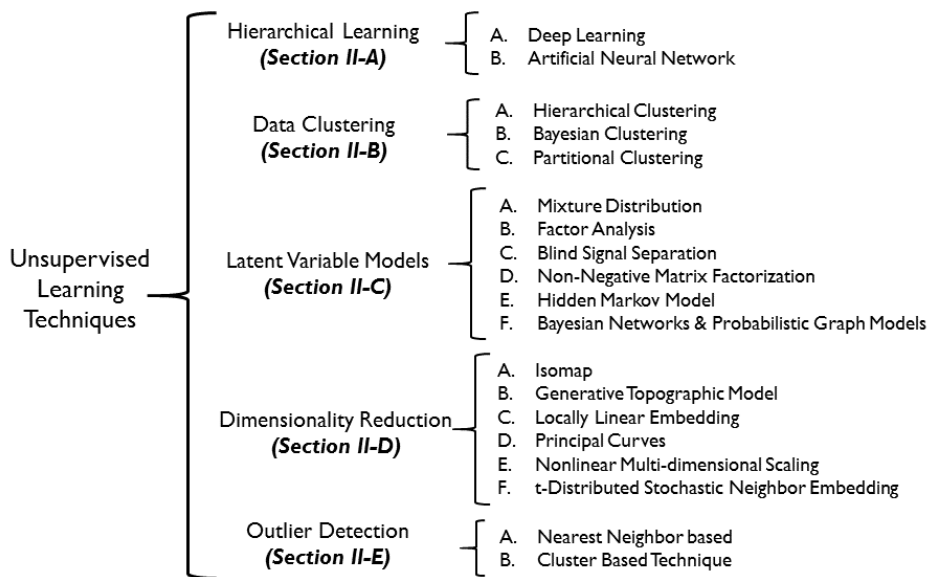 Unsupervised
Learning
Techniques
Hierarchical Learning
(Section II-A)
A. Deep Learning
B. Artificial Neural Network
Data Clustering
(Section II-B)
A. Hierarchical Clustering
B. Bayesian Clustering
C. Partitional Clustering
Latent Variable Models
(Section II-C)
A. Mixture Distribution
B. Factor Analysis
C. Blind Signal Separation
D. Non-Negative Matrix Factorization
E. Hidden Markov Model
F. Bayesian Networks & Probabilistic Graph Models
Dimensionality Reduction
(Section II-D)
A. Isomap
B. Generative Topographic Model
C. Locally Linear Embedding
D. Principal Curves
E. Nonlinear Multi-dimensional Scaling
F. t-Distributed Stochastic Neighbor Embedding
Outlier Detection
(Section II-E)
A. Nearest Neighbor based
B. Cluster Based Technique